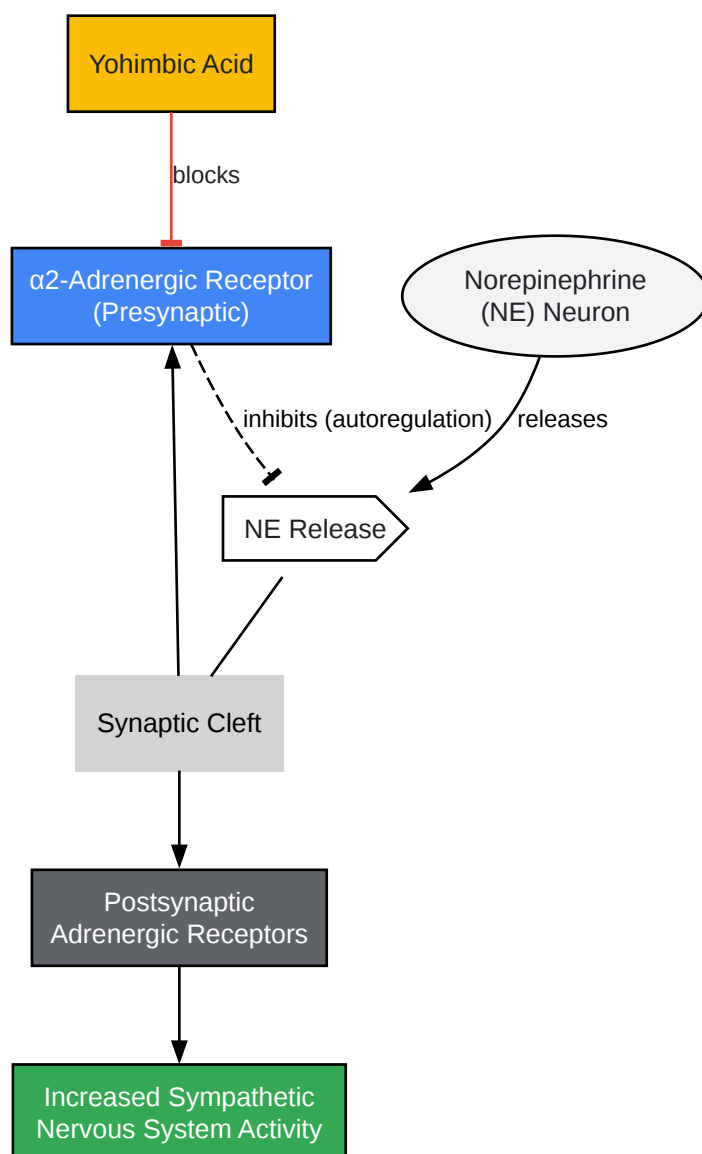 Yohimbic Acid
blocks
α2-Adrenergic Receptor
(Presynaptic)
Norepinephrine
(NE) Neuron
inhibits (autoregulation)
releases
NE Release
Synaptic Cleft
Postsynaptic
Adrenergic Receptors
Increased Sympathetic
Nervous System Activity